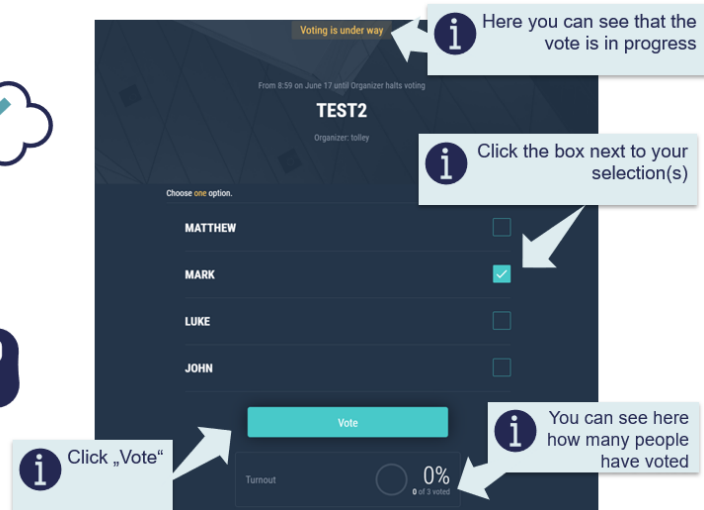 Voting is under way
Here you can see that the
vote is in progress
From 8:59 on June 17 until Organizer halts voting
TEST2
Organizer: tolley
Click the box next to your
selection(s)
Choose one option.
MATTHEW
MARK
LUKE
JOHN
Vote
Click „Vote“
You can see here
how many people
have voted
Turnout
0%
0 of 3 voted